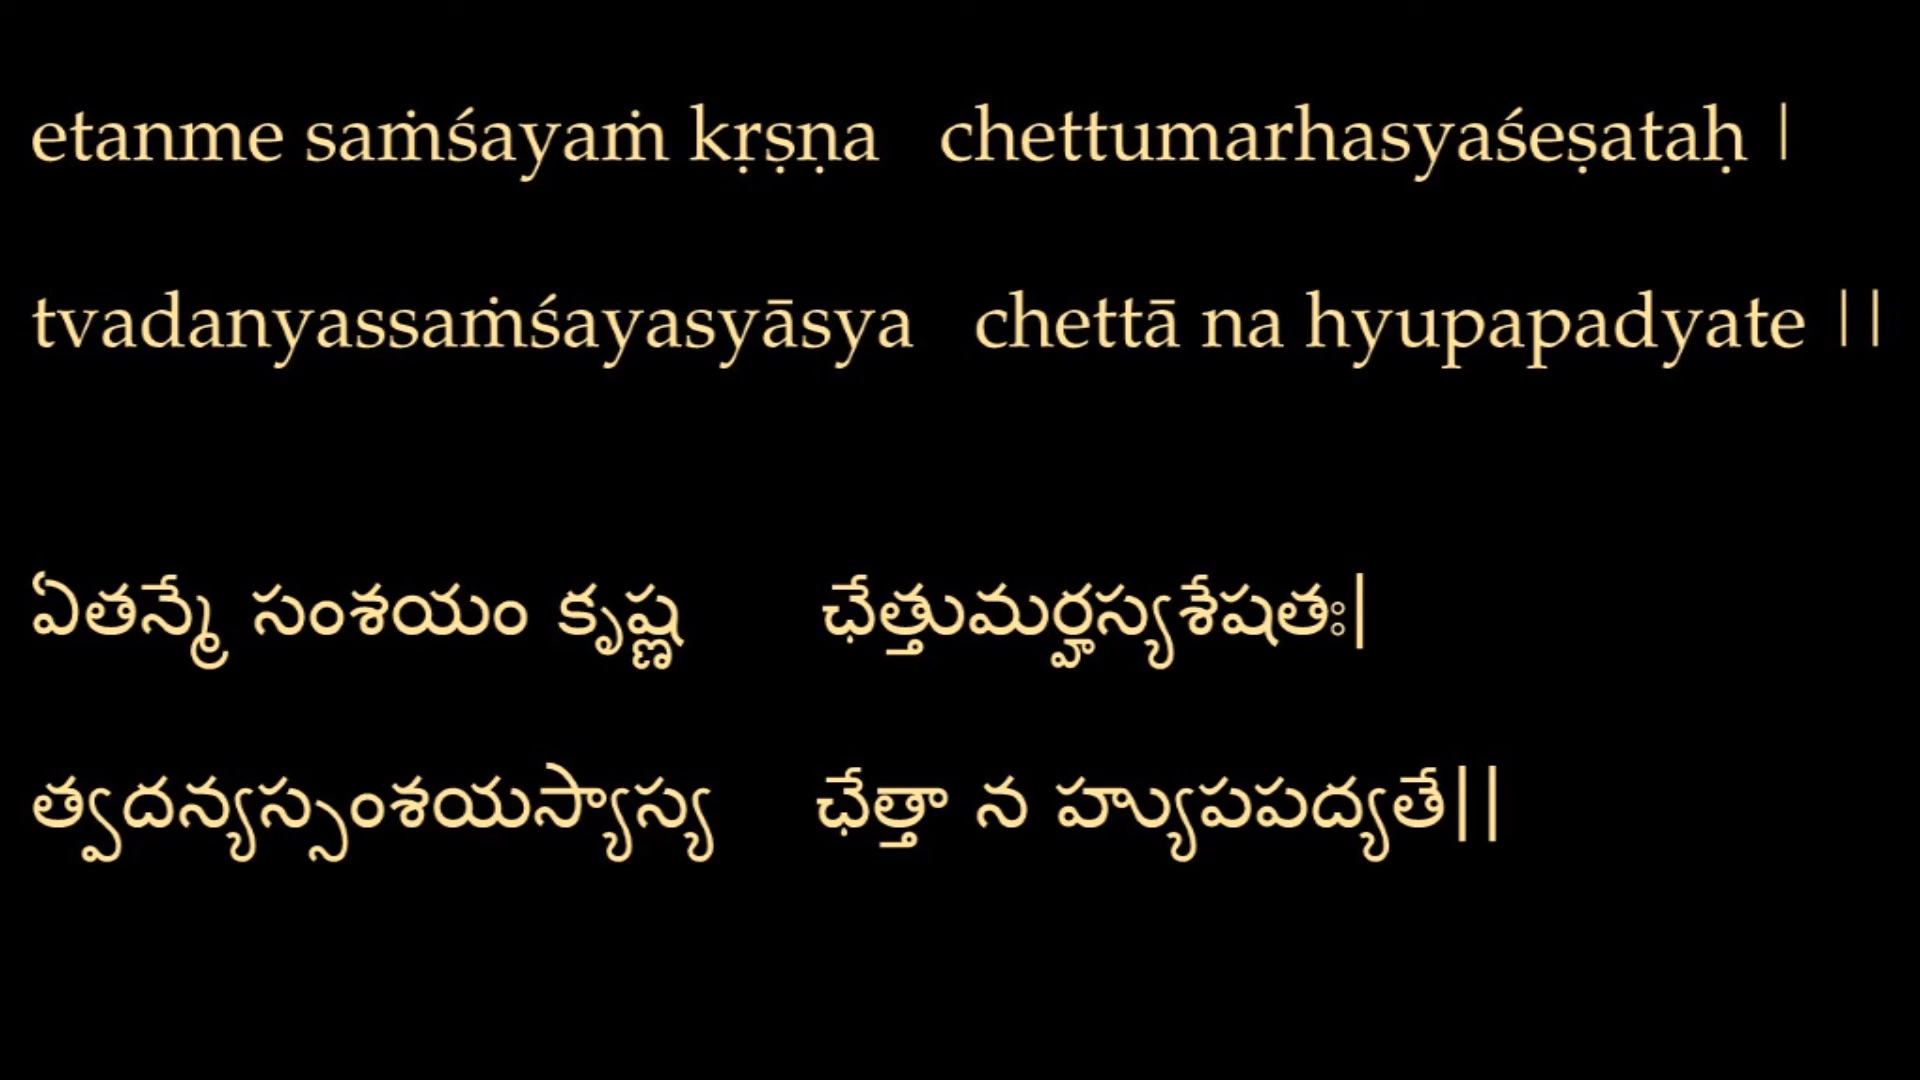 etanme saṁśayaṁ kṛṣṇa chettumarhasyaśeṣataḥ |
tvadanyassaṁśayasyāsya chettā na hyupapadyate ||
ఏతన్మే సంశయం కృష్ణ ఛేత్తుమర్హస్యశేషతః|
త్వదన్యస్సంశయస్యాస్య ఛేత్తా న హ్యుపపద్యతే||